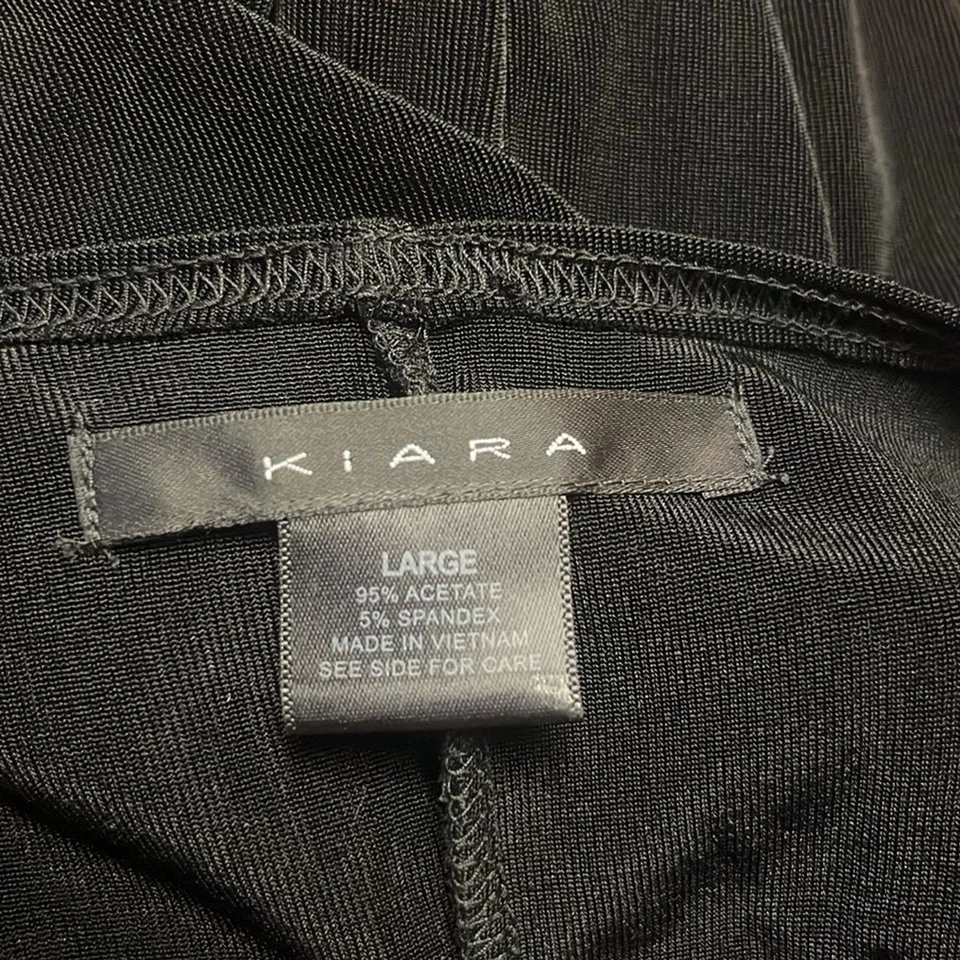 KiARA
LARGE
95% ACETATE
5% SPANDEX
MADE IN VIETNAM
SEE SIDE FOR CARE